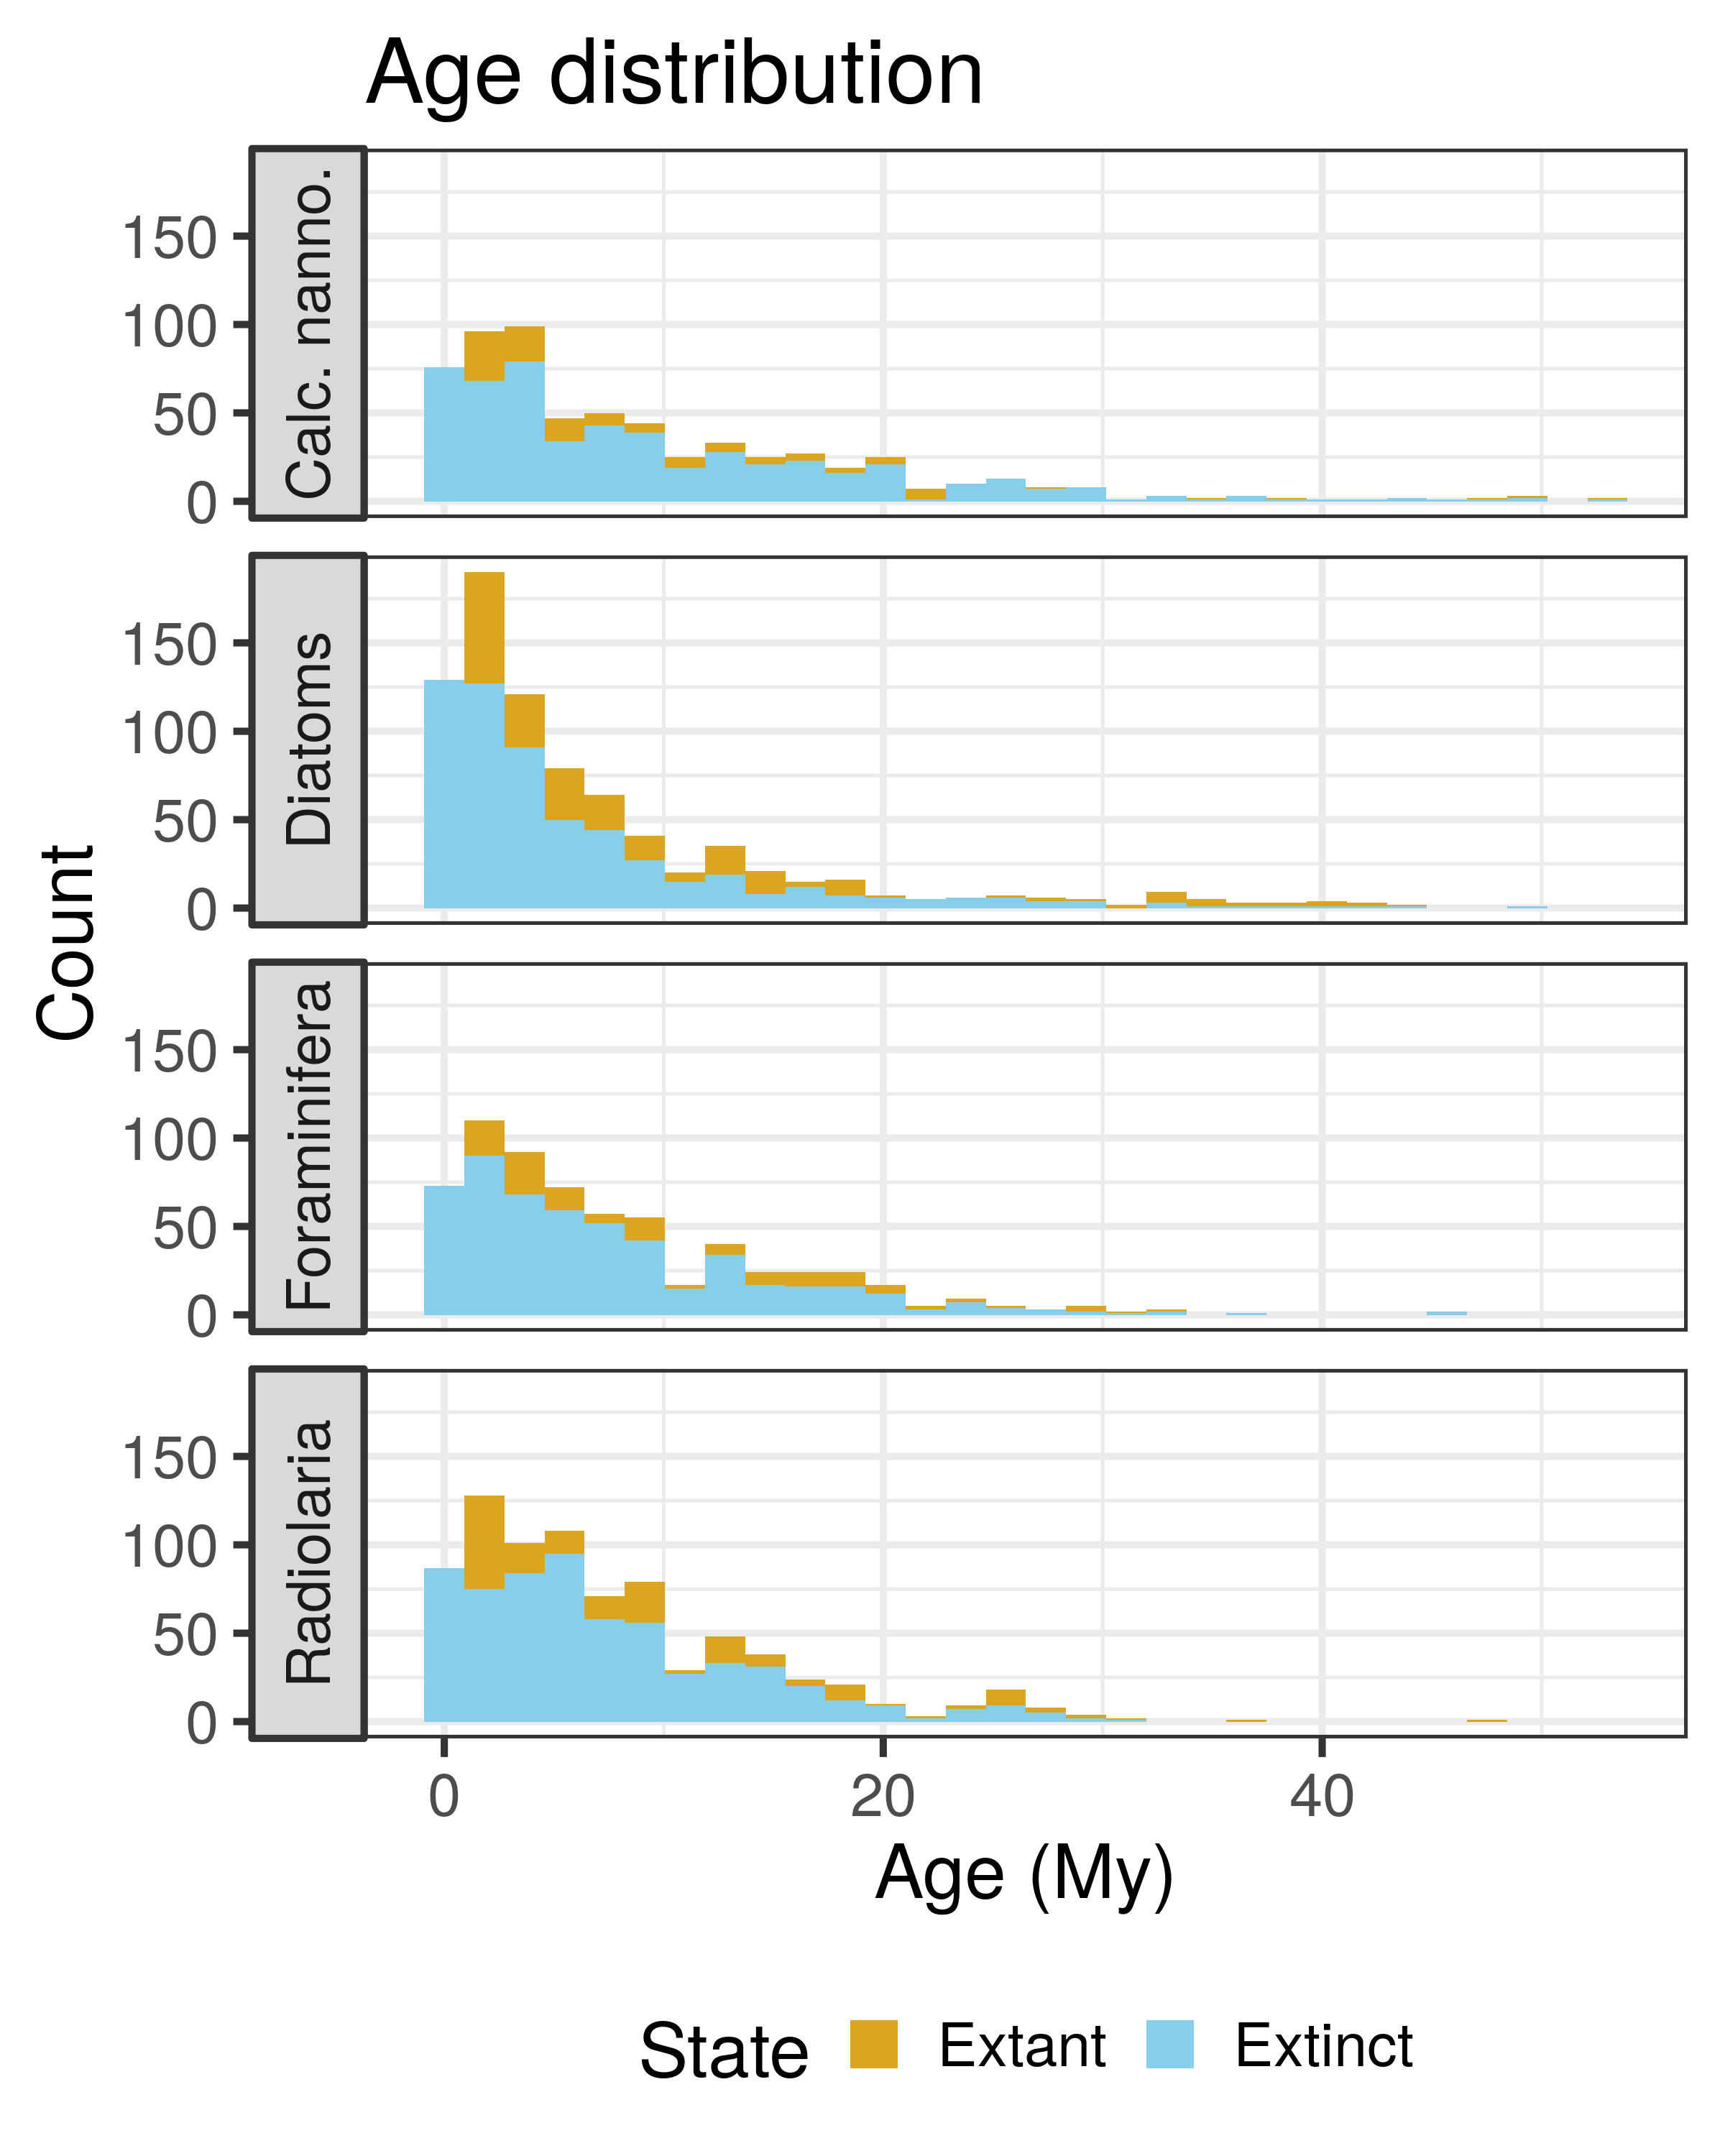 Age distribution
Count
Calc. nanno.
150
100
50
0
Diatoms
150
100
50
0
Foraminifera
150
100
50
0
Radiolaria
150
100
50
0
0 20 40
Age (My)
State Extant Extinct